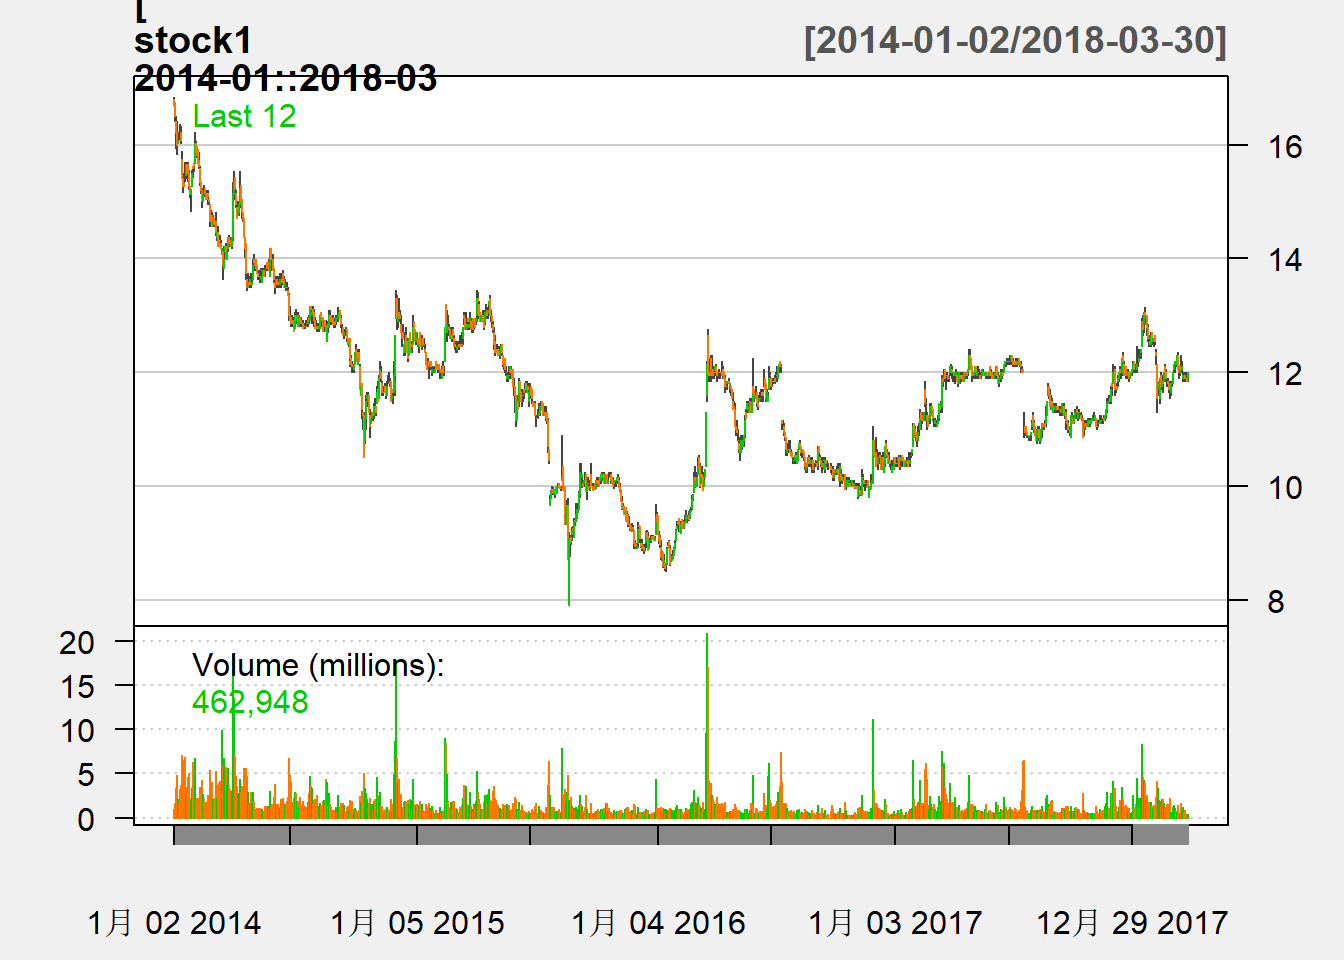 [
stock1
2014-01::2018-03
[2014-01-02/2018-03-30]
Last 12
16
14
12
10
8
Volume (millions):
462,948
20
15
10
5
0
1月 02 2014
1月 05 2015
1月 04 2016
1月 03 2017
12月 29 2017